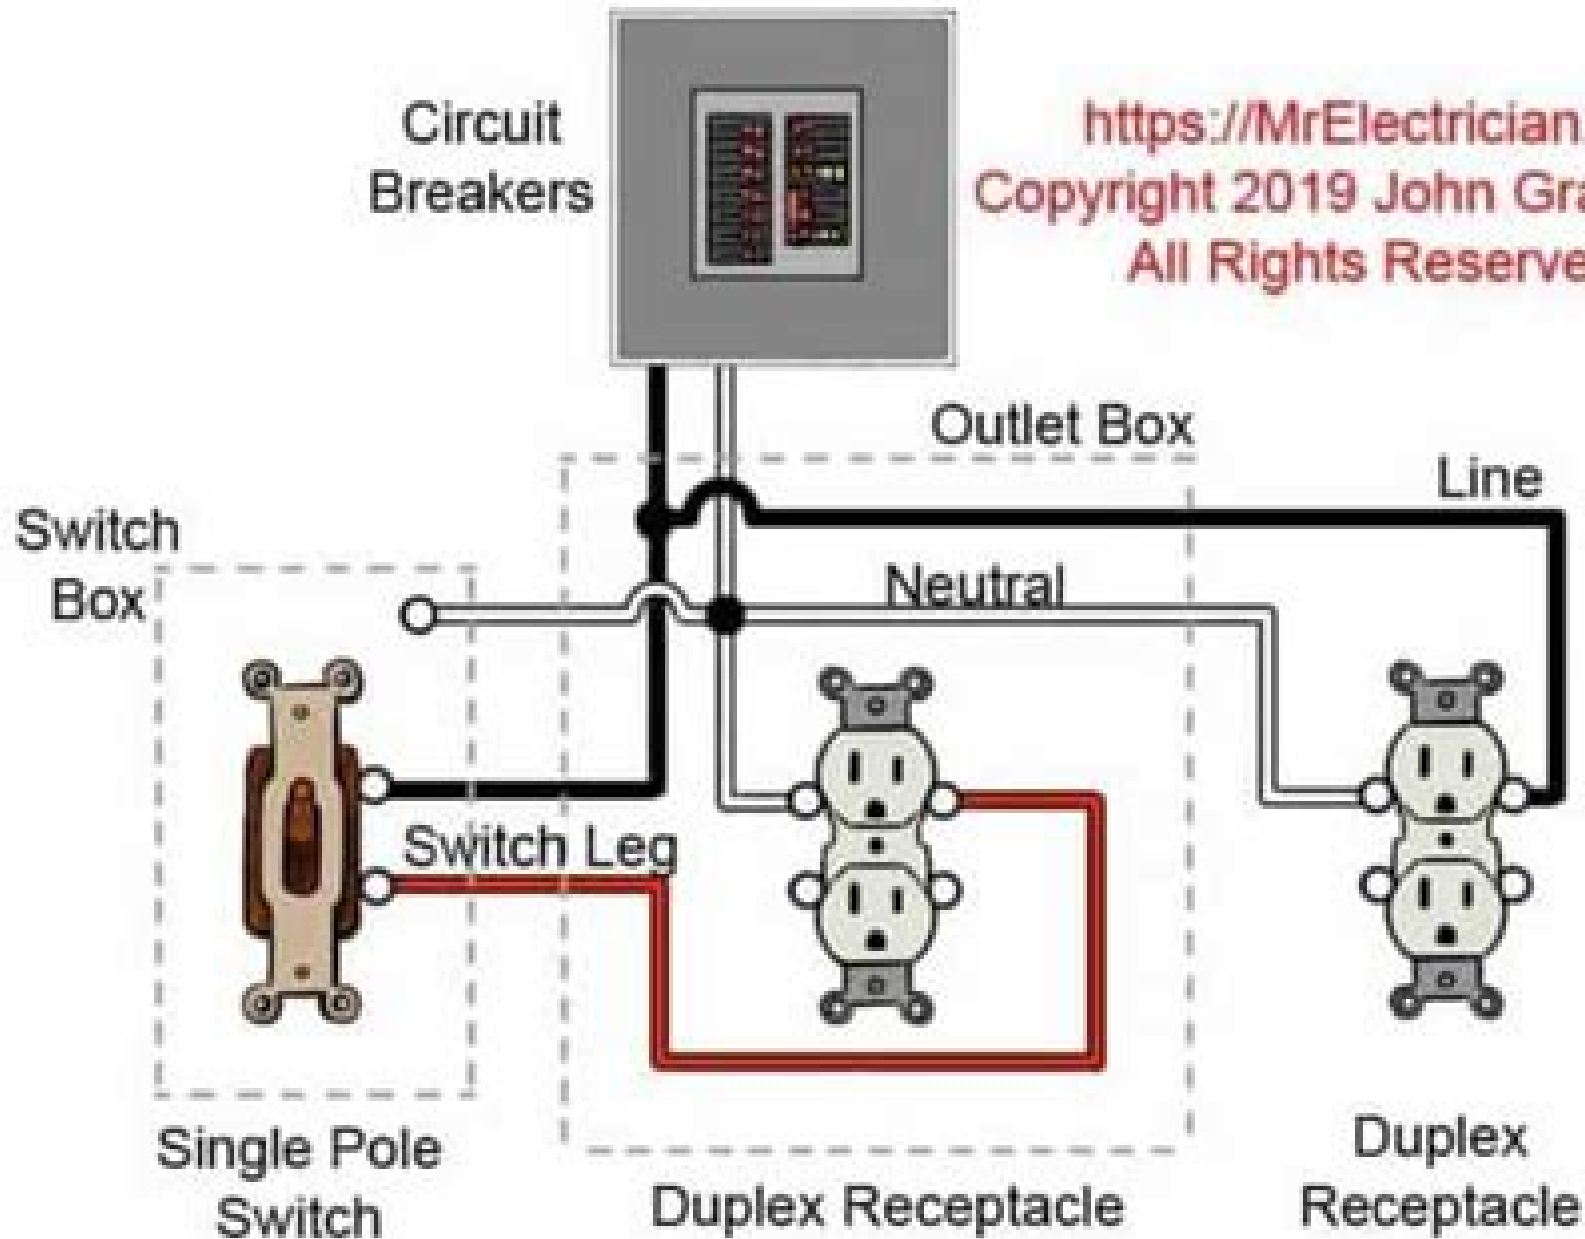 Circuit
Breakers
https://MrElectrician.
Copyright 2019 John Gra
All Rights Reserve
Outlet Box
Line
Switch
Box
Neutral
Switch Leg
Single Pole
Switch
Duplex Receptacle
Duplex
Receptacle